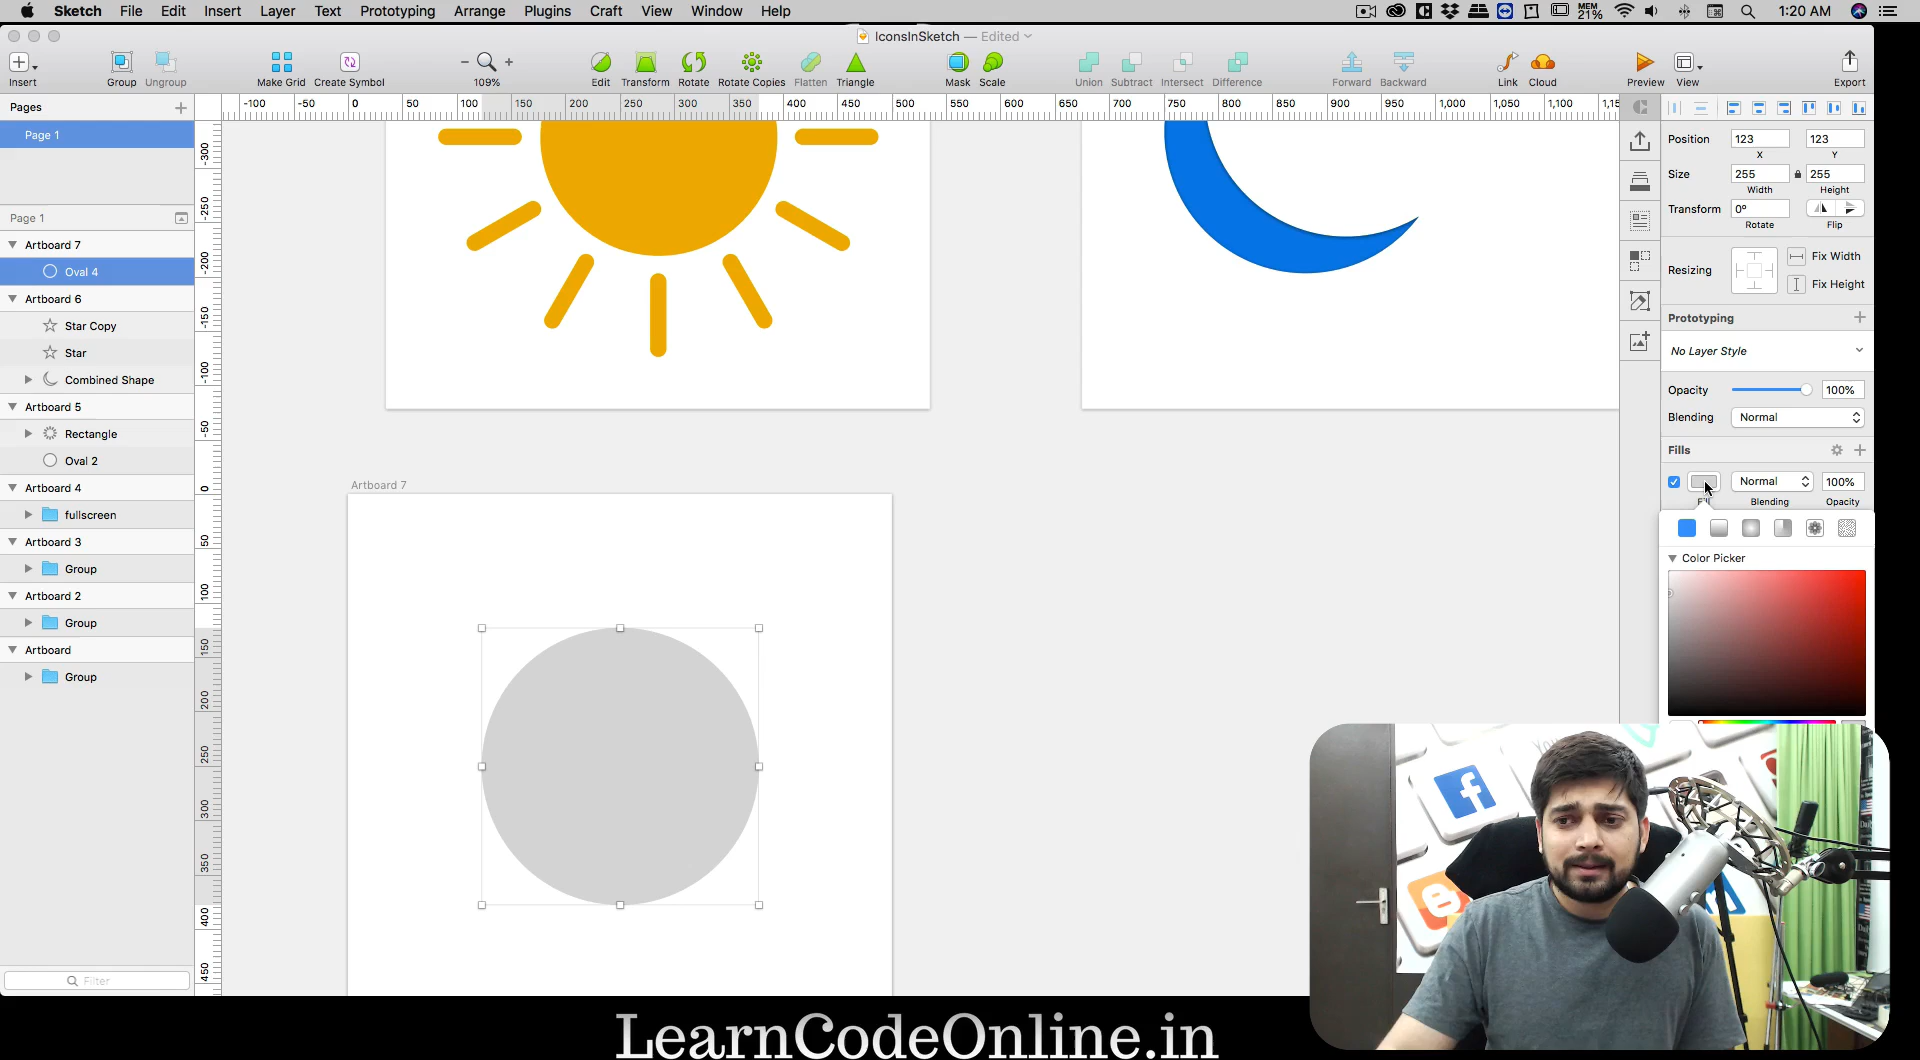 Sketch File Edit Insert Layer Text Prototyping Arrange Plugins Craft View Window Help
MEM 21% 1:20 AM
IconsInSketch — Edited
Insert Group Ungroup Make Grid Create Symbol 109% Edit Transform Rotate Rotate Copies Flatten Triangle Mask Scale Union Subtract Intersect Difference Forward Backward Link Cloud Preview View Export
Pages
-100 -50 0 50 100 150 200 250 300 350 400 450 500 550 600 650 700 750 800 850 900 950 1,000 1,050 1,100 1,15
Page 1
Page 1
Artboard 7
Oval 4
Artboard 6
Star Copy
Star
Combined Shape
Artboard 5
Rectangle
Oval 2
Artboard 4
fullscreen
Artboard 3
Group
Artboard 2
Group
Artboard
Group
Filter
-300
-250
-200
-150
-100
-50
0
50
100
150
200
250
300
350
400
450
Artboard 7
Position 123 123
X Y
Size 255 255
Width Height
Transform 0°
Rotate Flip
Resizing Fix Width
Fix Height
Prototyping
No Layer Style
Opacity 100%
Blending Normal
Fills
Normal 100%
Fill Blending Opacity
Color Picker
LearnCodeOnline.in